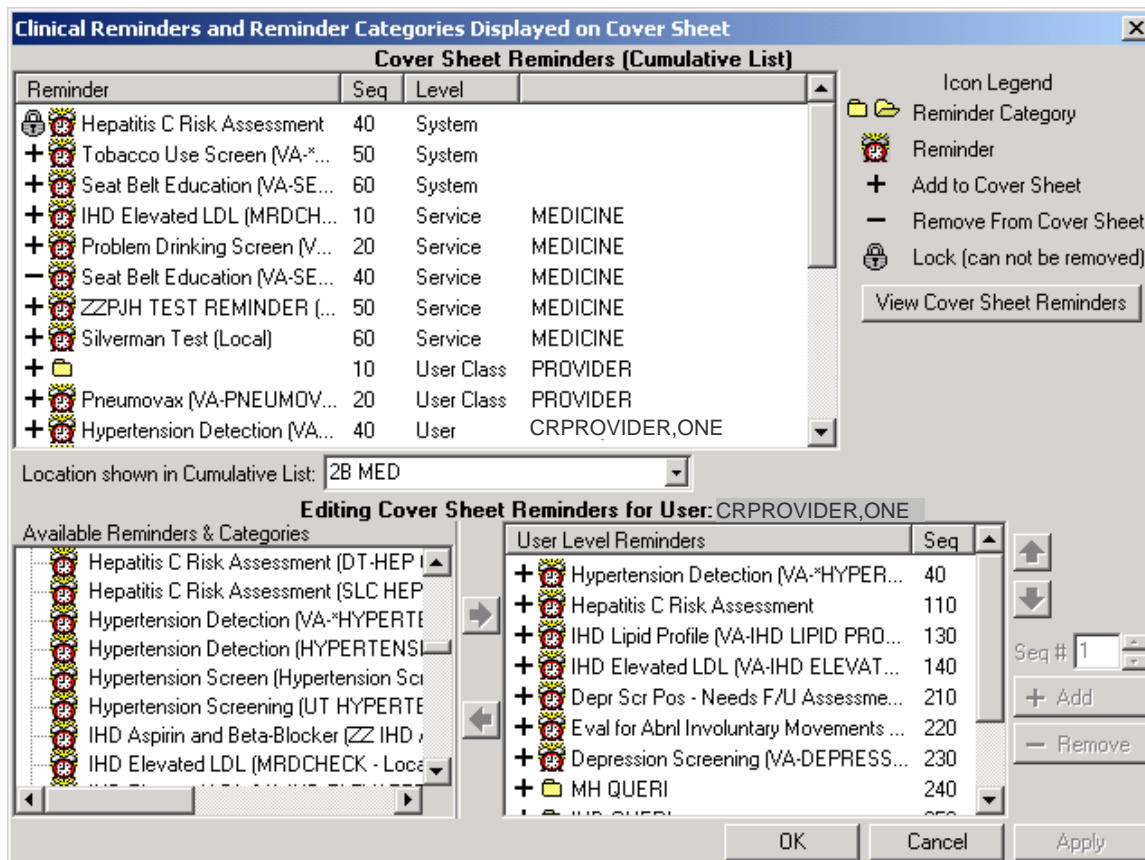 Clinical Reminders and Reminder Categories Displayed on Cover Sheet
Cover Sheet Reminders (Cumulative List)
Reminder Seq Level
Hepatitis C Risk Assessment 40 System
Tobacco Use Screen (VA-*... 50 System
Seat Belt Education (VA-SE... 60 System
IHD Elevated LDL (MRDCH... 10 Service MEDICINE
Problem Drinking Screen (V... 20 Service MEDICINE
Seat Belt Education (VA-SE... 40 Service MEDICINE
ZZPJH TEST REMINDER (... 50 Service MEDICINE
Silverman Test (Local) 60 Service MEDICINE
10 User Class PROVIDER
Pneumovax (VA-PNEUMOV... 20 User Class PROVIDER
Hypertension Detection (VA... 40 User CRPROVIDER,ONE
Icon Legend
Reminder Category
Reminder
Add to Cover Sheet
Remove From Cover Sheet
Lock (can not be removed)
View Cover Sheet Reminders
Location shown in Cumulative List: 2B MED
Editing Cover Sheet Reminders for User: CRPROVIDER,ONE
Available Reminders & Categories
Hepatitis C Risk Assessment (DT-HEP
Hepatitis C Risk Assessment (SLC HEP
Hypertension Detection (VA-*HYPERTE
Hypertension Detection (HYPERTENSI
Hypertension Screen (Hypertension Scr
Hypertension Screening (UT HYPERTE
IHD Aspirin and Beta-Blocker (ZZ IHD
IHD Elevated LDL (MRDCHECK - Loca
User Level Reminders Seq
Hypertension Detection (VA-*HYPER... 40
Hepatitis C Risk Assessment 110
IHD Lipid Profile (VA-IHD LIPID PRO... 130
IHD Elevated LDL (VA-IHD ELEVAT... 140
Depr Scr Pos - Needs F/U Assessme... 210
Eval for Abnl Involuntary Movements ... 220
Depression Screening (VA-DEPRESS... 230
MH QUERI 240
Seq # 1
+ Add
− Remove
OK Cancel Apply